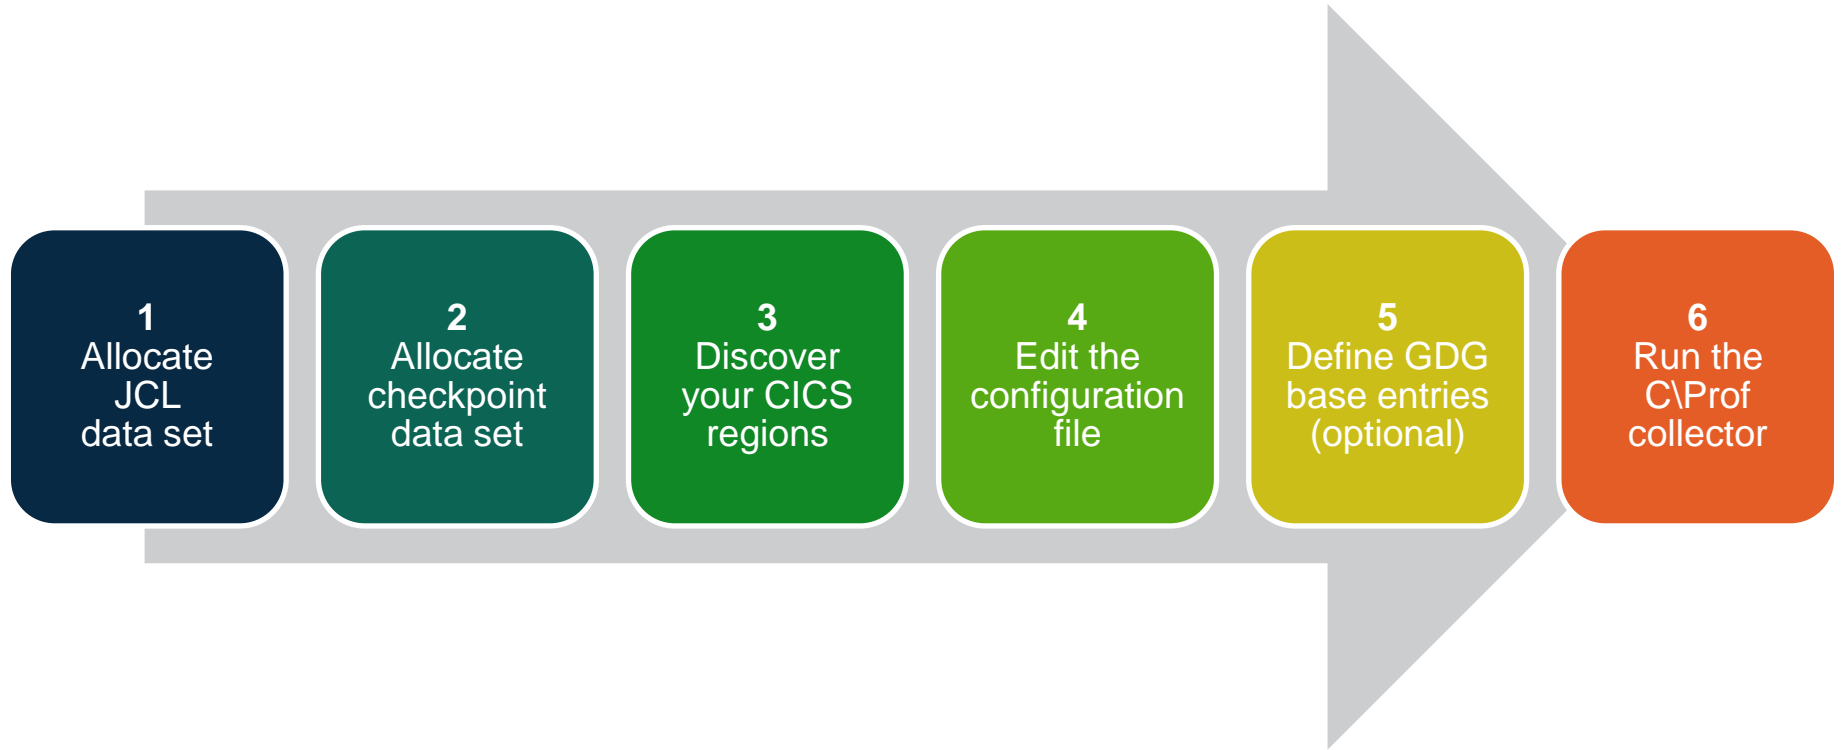 1
Allocate
JCL
data set
2
Allocate
checkpoint
data set
3
Discover
your CICS
regions
4
Edit the
configuration
file
5
Define GDG
base entries
(optional)
6
Run the
C\Prof
collector